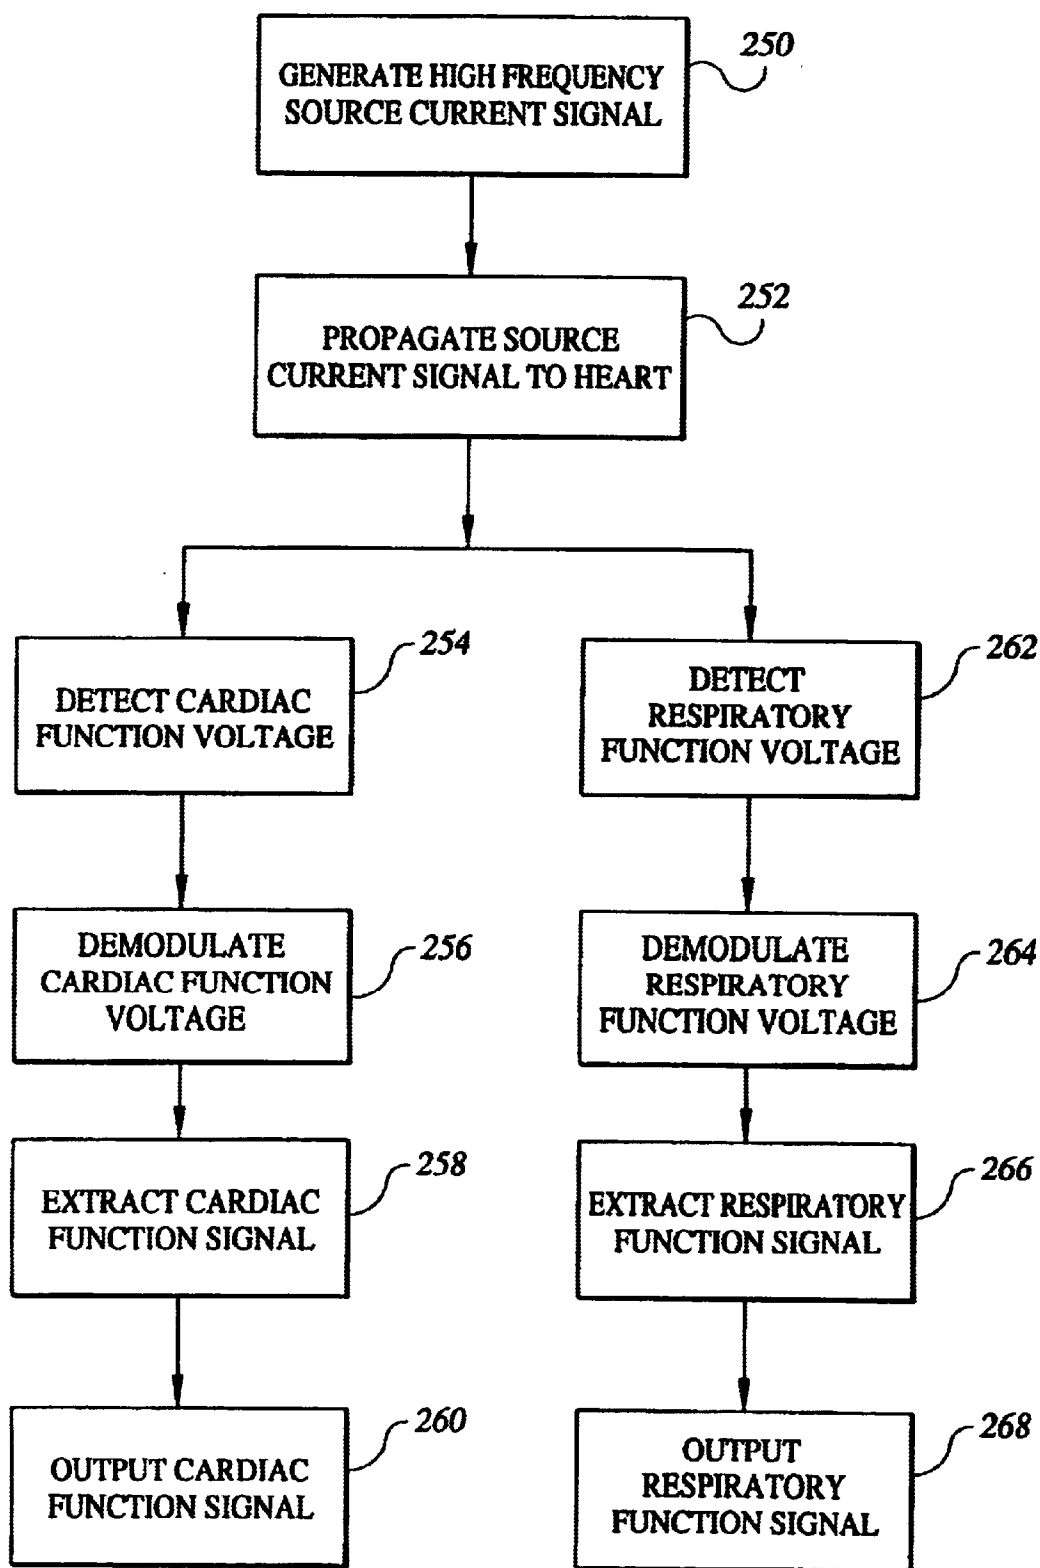 GENERATE HIGH FREQUENCY
SOURCE CURRENT SIGNAL
250
PROPAGATE SOURCE
CURRENT SIGNAL TO HEART
252
DETECT CARDIAC
FUNCTION VOLTAGE
254
DETECT
RESPIRATORY
FUNCTION VOLTAGE
262
DEMODULATE
CARDIAC FUNCTION
VOLTAGE
256
DEMODULATE
RESPIRATORY
FUNCTION VOLTAGE
264
EXTRACT CARDIAC
FUNCTION SIGNAL
258
EXTRACT RESPIRATORY
FUNCTION SIGNAL
266
OUTPUT CARDIAC
FUNCTION SIGNAL
260
OUTPUT
RESPIRATORY
FUNCTION SIGNAL
268